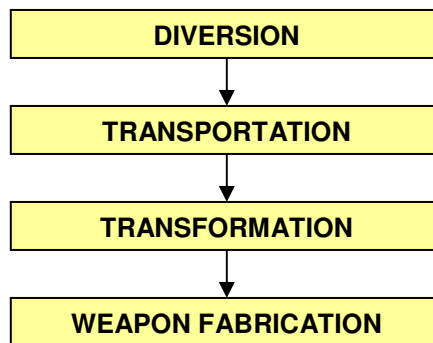 DIVERSION
TRANSPORTATION
TRANSFORMATION
WEAPON FABRICATION